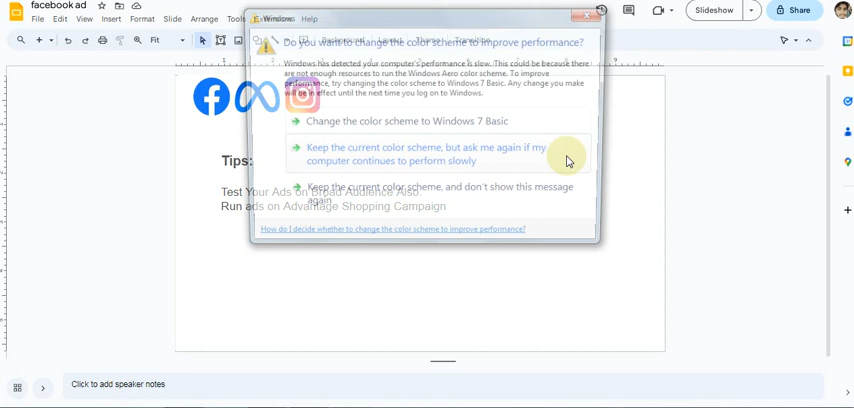 facebook ad
File Edit View Insert Format Slide Arrange Tools Extensions Help
Windows
Slideshow
Share
Fit
Background Layout Theme Transition
Do you want to change the color scheme to improve performance?
Windows has detected your computer's performance is slow. This could be because there
are not enough resources to run the Windows Aero color scheme. To improve
performance, try changing the color scheme to Windows 7 Basic. Any change you make
will be in effect until the next time you log on to Windows.
Change the color scheme to Windows 7 Basic
Keep the current color scheme, but ask me again if my
computer continues to perform slowly
Keep the current color scheme, and don't show this message
again
How do I decide whether to change the color scheme to improve performance?
Tips:
Test Your Ads on Broad Audience Also.
Run ads on Advantage Shopping Campaign
Click to add speaker notes